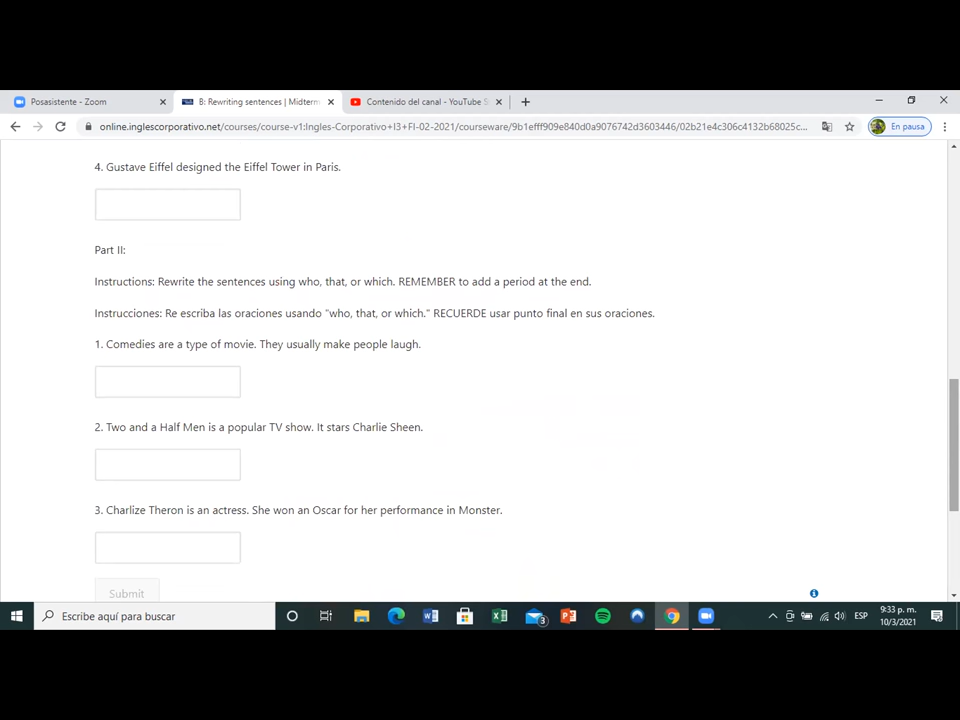 Posasistente - Zoom
B: Rewriting sentences | Midterm
Contenido del canal - YouTube S
online.inglescorporativo.net/courses/course-v1:Ingles-Corporativo+I3+FI-02-2021/courseware/9b1efff909e840d0a9076742d3603446/02b21e4c306c4132b68025c...
En pausa
4. Gustave Eiffel designed the Eiffel Tower in Paris.
Part II:
Instructions: Rewrite the sentences using who, that, or which. REMEMBER to add a period at the end.
Instrucciones: Re escriba las oraciones usando "who, that, or which." RECUERDE usar punto final en sus oraciones.
1. Comedies are a type of movie. They usually make people laugh.
2. Two and a Half Men is a popular TV show. It stars Charlie Sheen.
3. Charlize Theron is an actress. She won an Oscar for her performance in Monster.
Submit
Escribe aquí para buscar
3
ESP
9:33 p. m.
10/3/2021